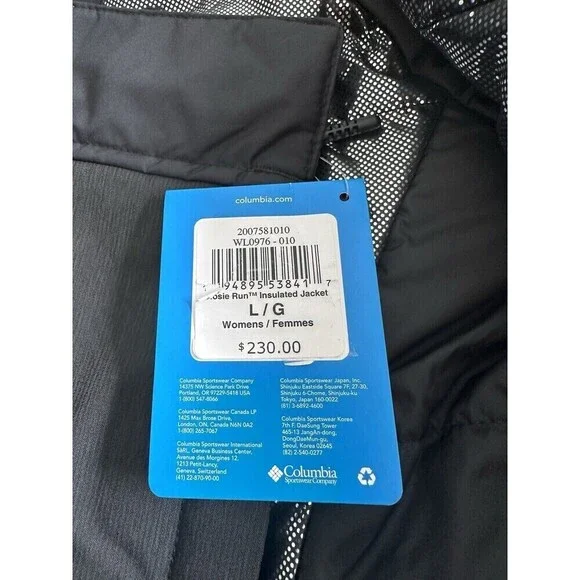 columbia.com
2007581010
WL0976 - 010
94895 53841 7
Rosie Run™ Insulated Jacket
L / G
Womens / Femmes
$230.00
Columbia Sportswear Company
14375 NW Science Park Drive
Portland, OR 97229-5418 USA
1 (800) 547-8066
Columbia Sportswear Canada LP
1425 Max Brose Drive,
London, ON, Canada N6N 0A2
1 (800) 265-7067
Columbia Sportswear International
SàRL, Geneva Business Center,
Avenue des Morgines 12,
1213 Petit-Lancy,
Geneva, Switzerland
(41) 22-870-90-00
Columbia Sportswear Japan, Inc.
Shinjuku Eastside Square 7F, 27-30,
Shinjuku 6-Chome, Shinjuku-ku
Tokyo, Japan 160-0022
(81) 3-6892-4600
Columbia Sportswear Korea
7th F. DaeSung Tower
465-13 JangAn-dong,
DongDaeMun-gu,
Seoul, Korea 02640
(82) 2-540-0277
Columbia
Sportswear Company